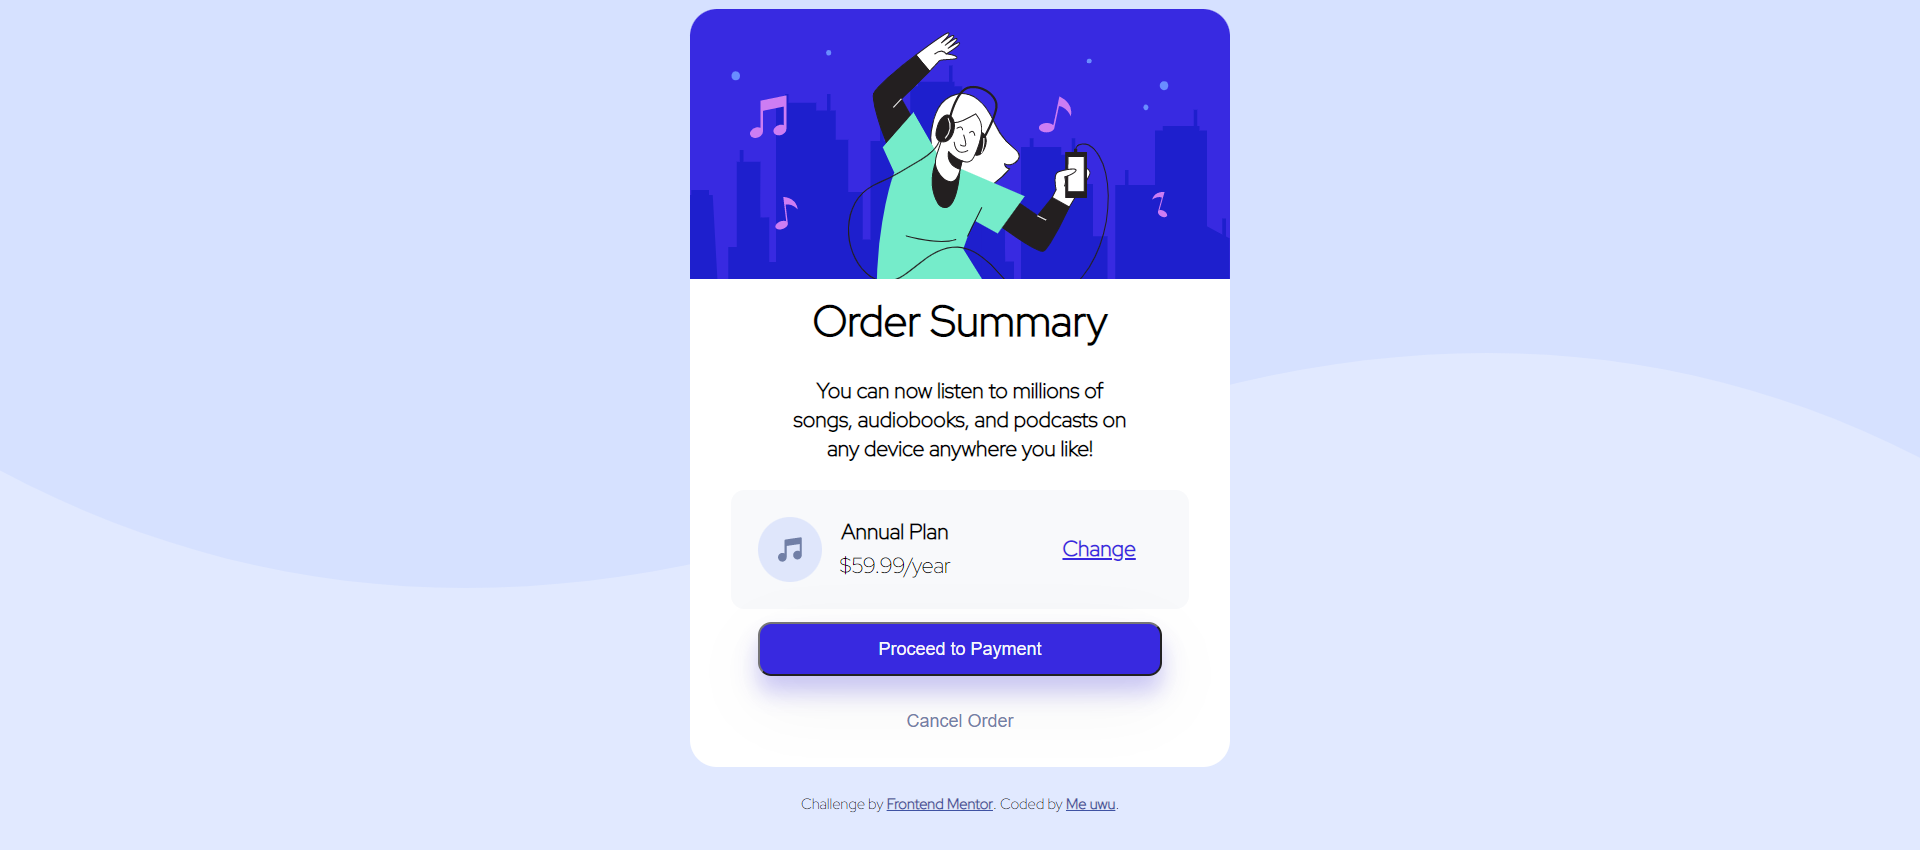 Order Summary
You can now listen to millions of
songs, audiobooks, and podcasts on
any device anywhere you like!
Annual Plan
$59.99/year
Change
Proceed to Payment
Cancel Order
Challenge by Frontend Mentor. Coded by Me uwu.